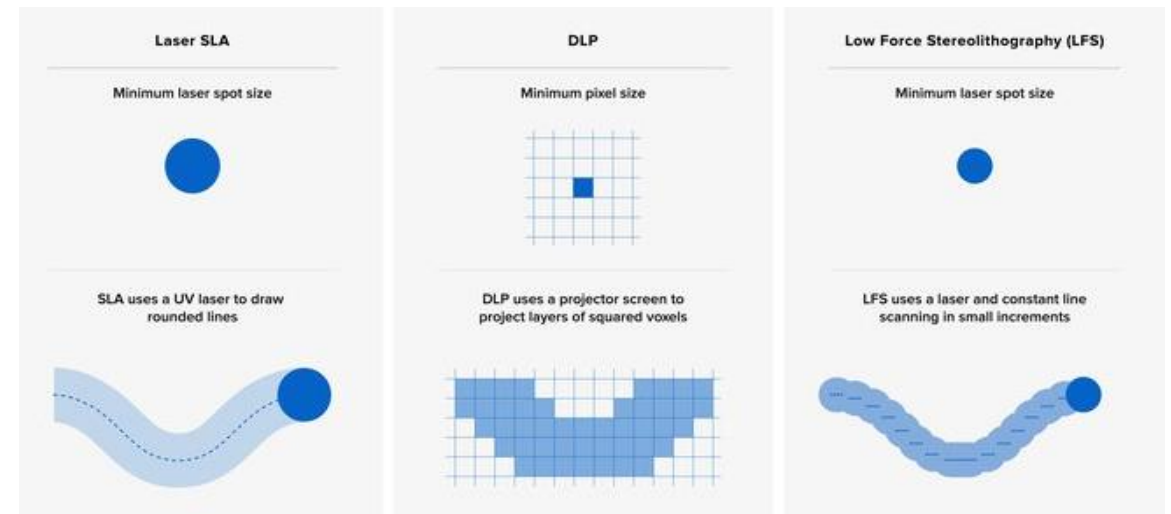 Laser SLA
Minimum laser spot size
SLA uses a UV laser to draw
rounded lines
DLP
Minimum pixel size
DLP uses a projector screen to
project layers of squared voxels
Low Force Stereolithography (LFS)
Minimum laser spot size
LFS uses a laser and constant line
scanning in small increments